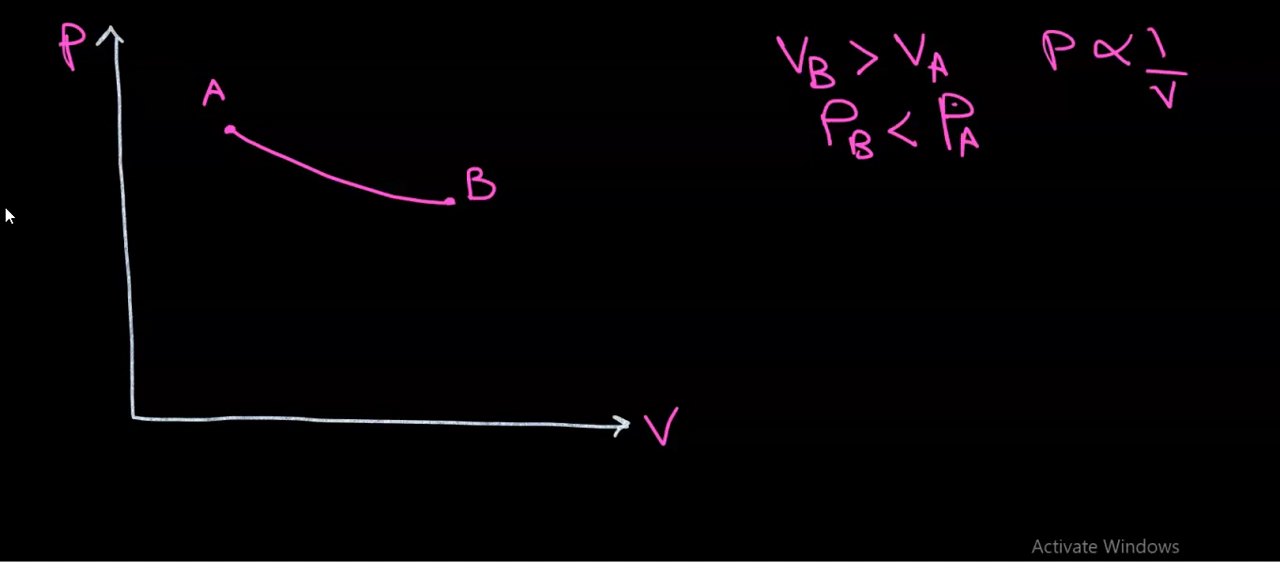 P
A
B
V
V_B > V_A
P_B < P_A
P ∝ 1/V
Activate Windows